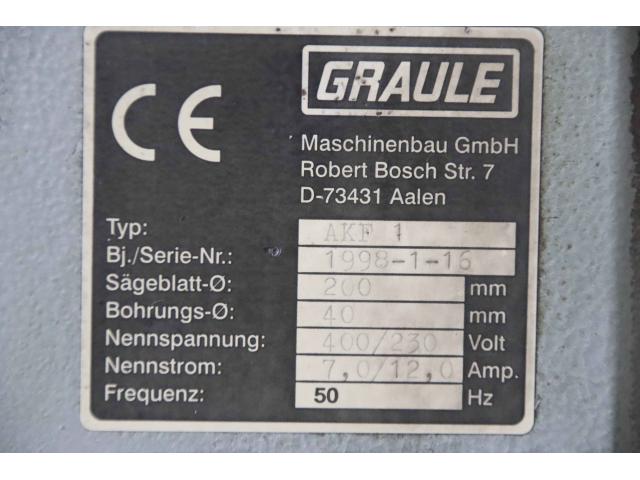 CE
GRAULE
Maschinenbau GmbH
Robert Bosch Str. 7
D-73431 Aalen
Typ: AKF 1
Bj./Serie-Nr.: 1998-1-16
Sägeblatt-Ø: 200 mm
Bohrungs-Ø: 40 mm
Nennspannung: 400/230 Volt
Nennstrom: 7,0/12,0 Amp.
Frequenz: 50 Hz